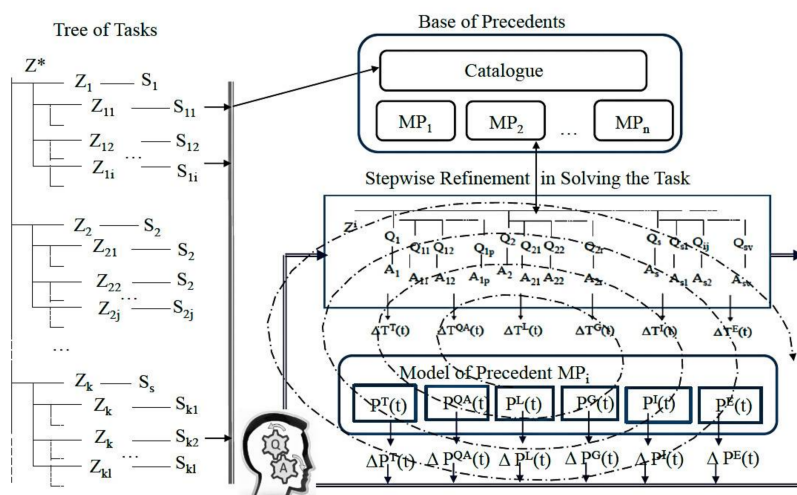 Tree of Tasks
Z*
Z1 S1
Z11 S11
Z12 S12
...
Z1i S1i
Z2 S2
Z21 S2
Z22 S2
...
Z2j S2j
...
Zk Ss
Zk Sk1
Zk Sk2
Zkl Skl
Base of Precedents
Catalogue
MP1 MP2 ... MPn
Stepwise Refinement in Solving the Task
Zi
Q1 Q11 Q12 Q1p Q2 Q21 Q22 Q2r Qs Qs1 Qij Qsv
A1 A11 A12 A1p A2 A21 A22 A2r As As1 As2 Asv
ΔTT(t) ΔTQA(t) ΔTL(t) ΔTG(t) ΔTI(t) ΔTE(t)
Model of Precedent MPi
PT(t) PQA(t) PL(t) PG(t) PI(t) PE(t)
Δ PT(t) Δ PQA(t) Δ PL(t) Δ PG(t) Δ PI(t) Δ PE(t)
Q
A